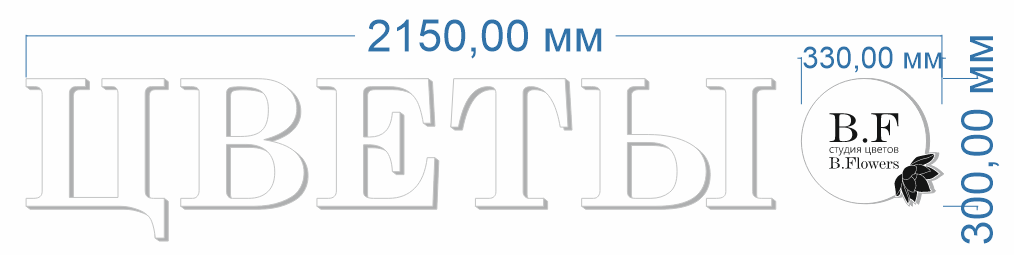 2150,00 мм
330,00 мм
ЦВЕТЫ
B.F
студия цветов
B.Flowers
300,00 мм